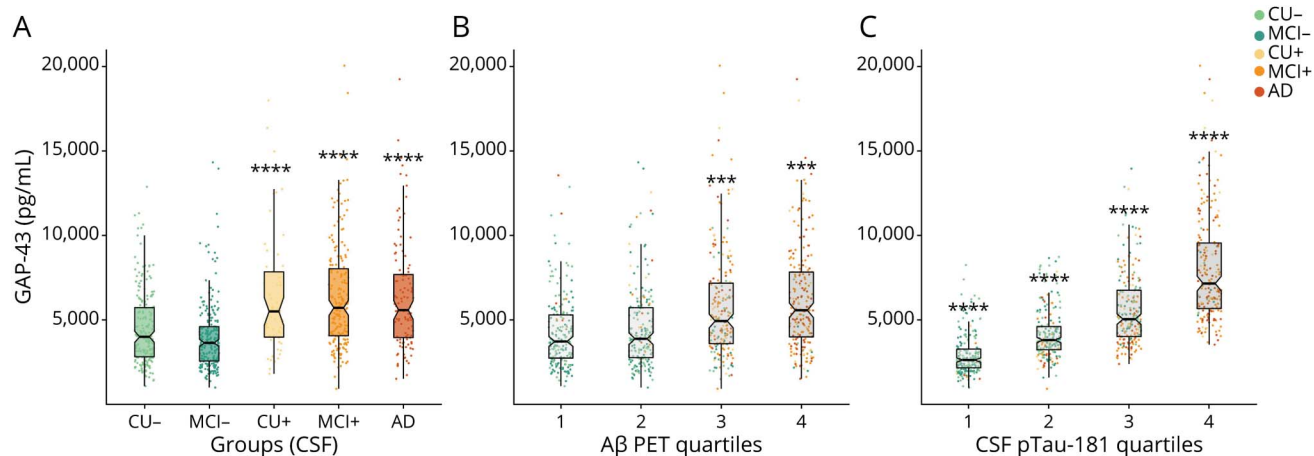 A
GAP-43 (pg/mL)
20,000
15,000
10,000
5,000
****
****
****
CU–
MCI–
CU+
MCI+
AD
Groups (CSF)
B
20,000
15,000
10,000
5,000
***
***
1
2
3
4
Aβ PET quartiles
C
20,000
15,000
10,000
5,000
****
****
****
****
1
2
3
4
CSF pTau-181 quartiles
CU–
MCI–
CU+
MCI+
AD